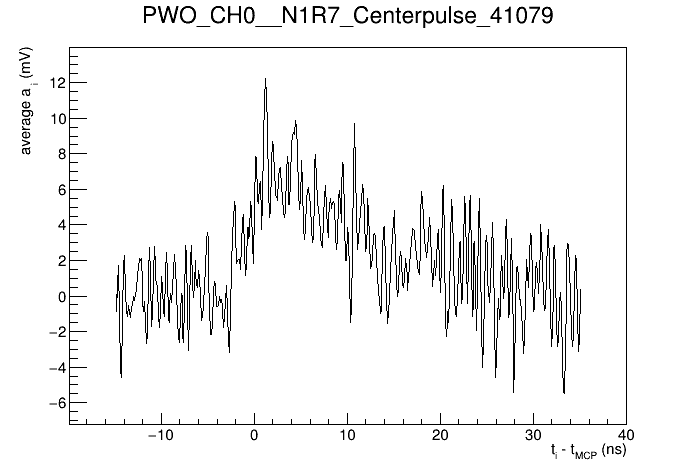 PWO_CH0__N1R7_Centerpulse_41079
average a_i (mV)
12
10
8
6
4
2
0
−2
−4
−6
−10 0 10 20 30 40
t_i - t_MCP (ns)